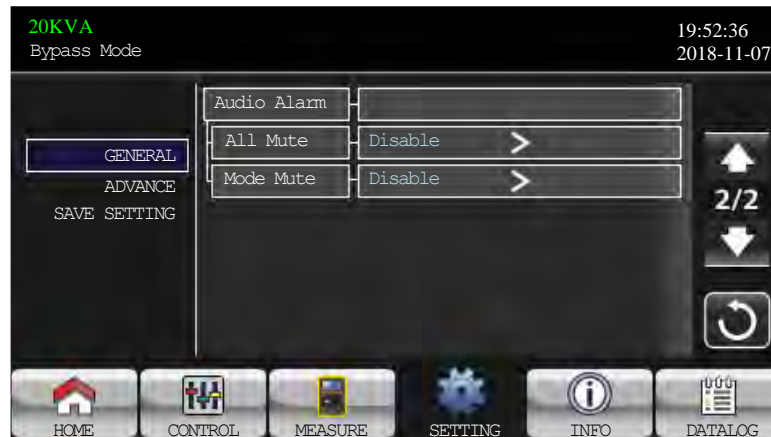 20KVA
Bypass Mode
19:52:36
2018-11-07
GENERAL
ADVANCE
SAVE SETTING
Audio Alarm
All Mute Disable >
Mode Mute Disable >
2/2
HOME CONTROL MEASURE SETTING INFO DATALOG